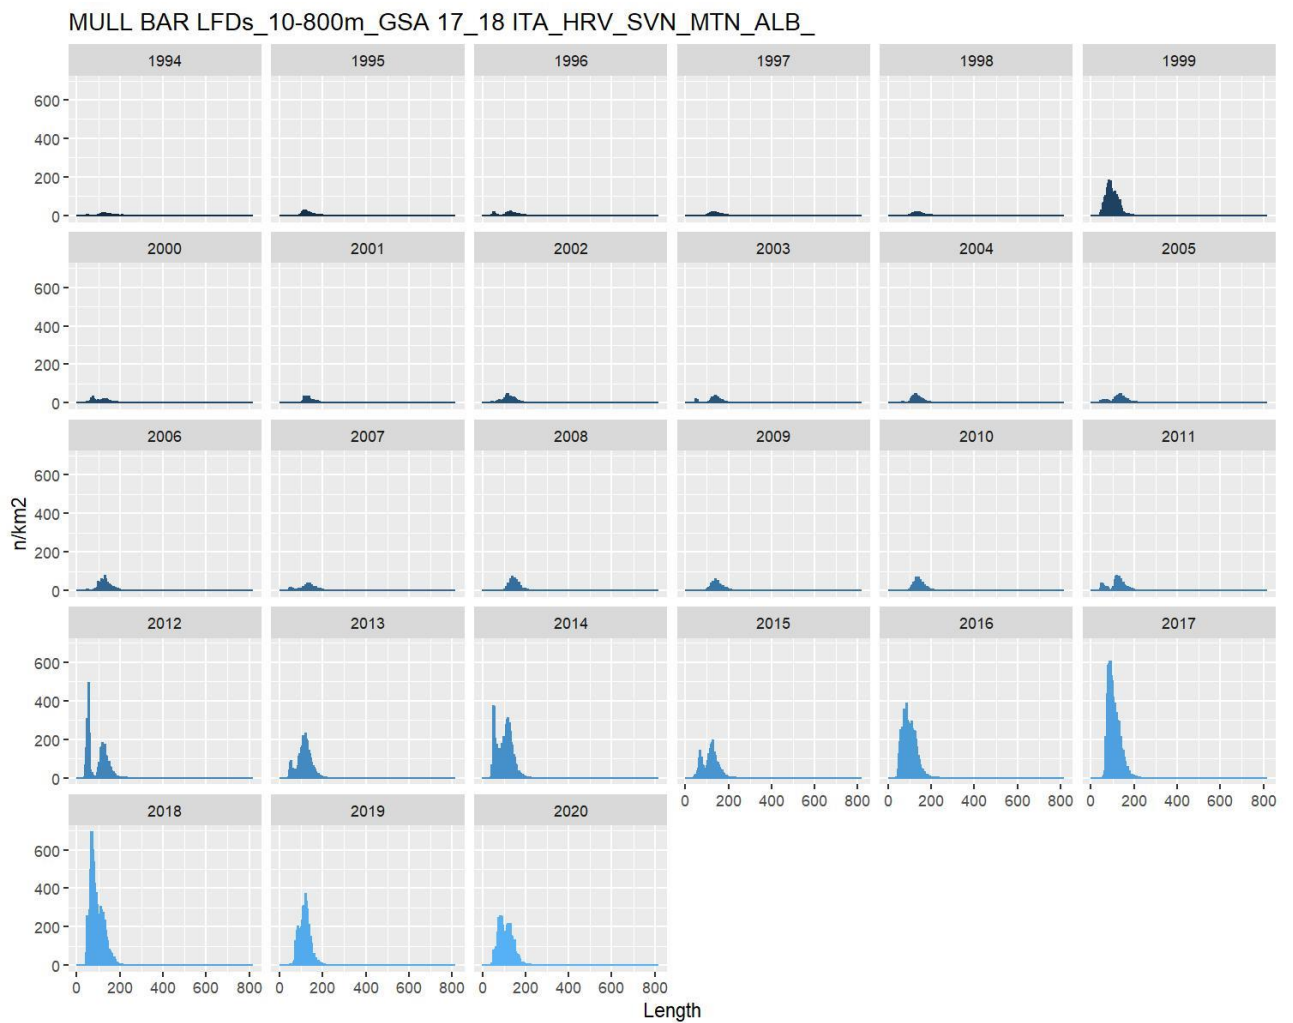 MULL BAR LFDs_10-800m_GSA 17_18 ITA_HRV_SVN_MTN_ALB_
1994 1995 1996 1997 1998 1999
600
400
200
0
2000 2001 2002 2003 2004 2005
600
400
200
0
2006 2007 2008 2009 2010 2011
600
400
200
0
n/km2
2012 2013 2014 2015 2016 2017
600
400
200
0
0 200 400 600 800 0 200 400 600 800 0 200 400 600 800
2018 2019 2020
600
400
200
0
0 200 400 600 800 0 200 400 600 800 0 200 400 600 800
Length